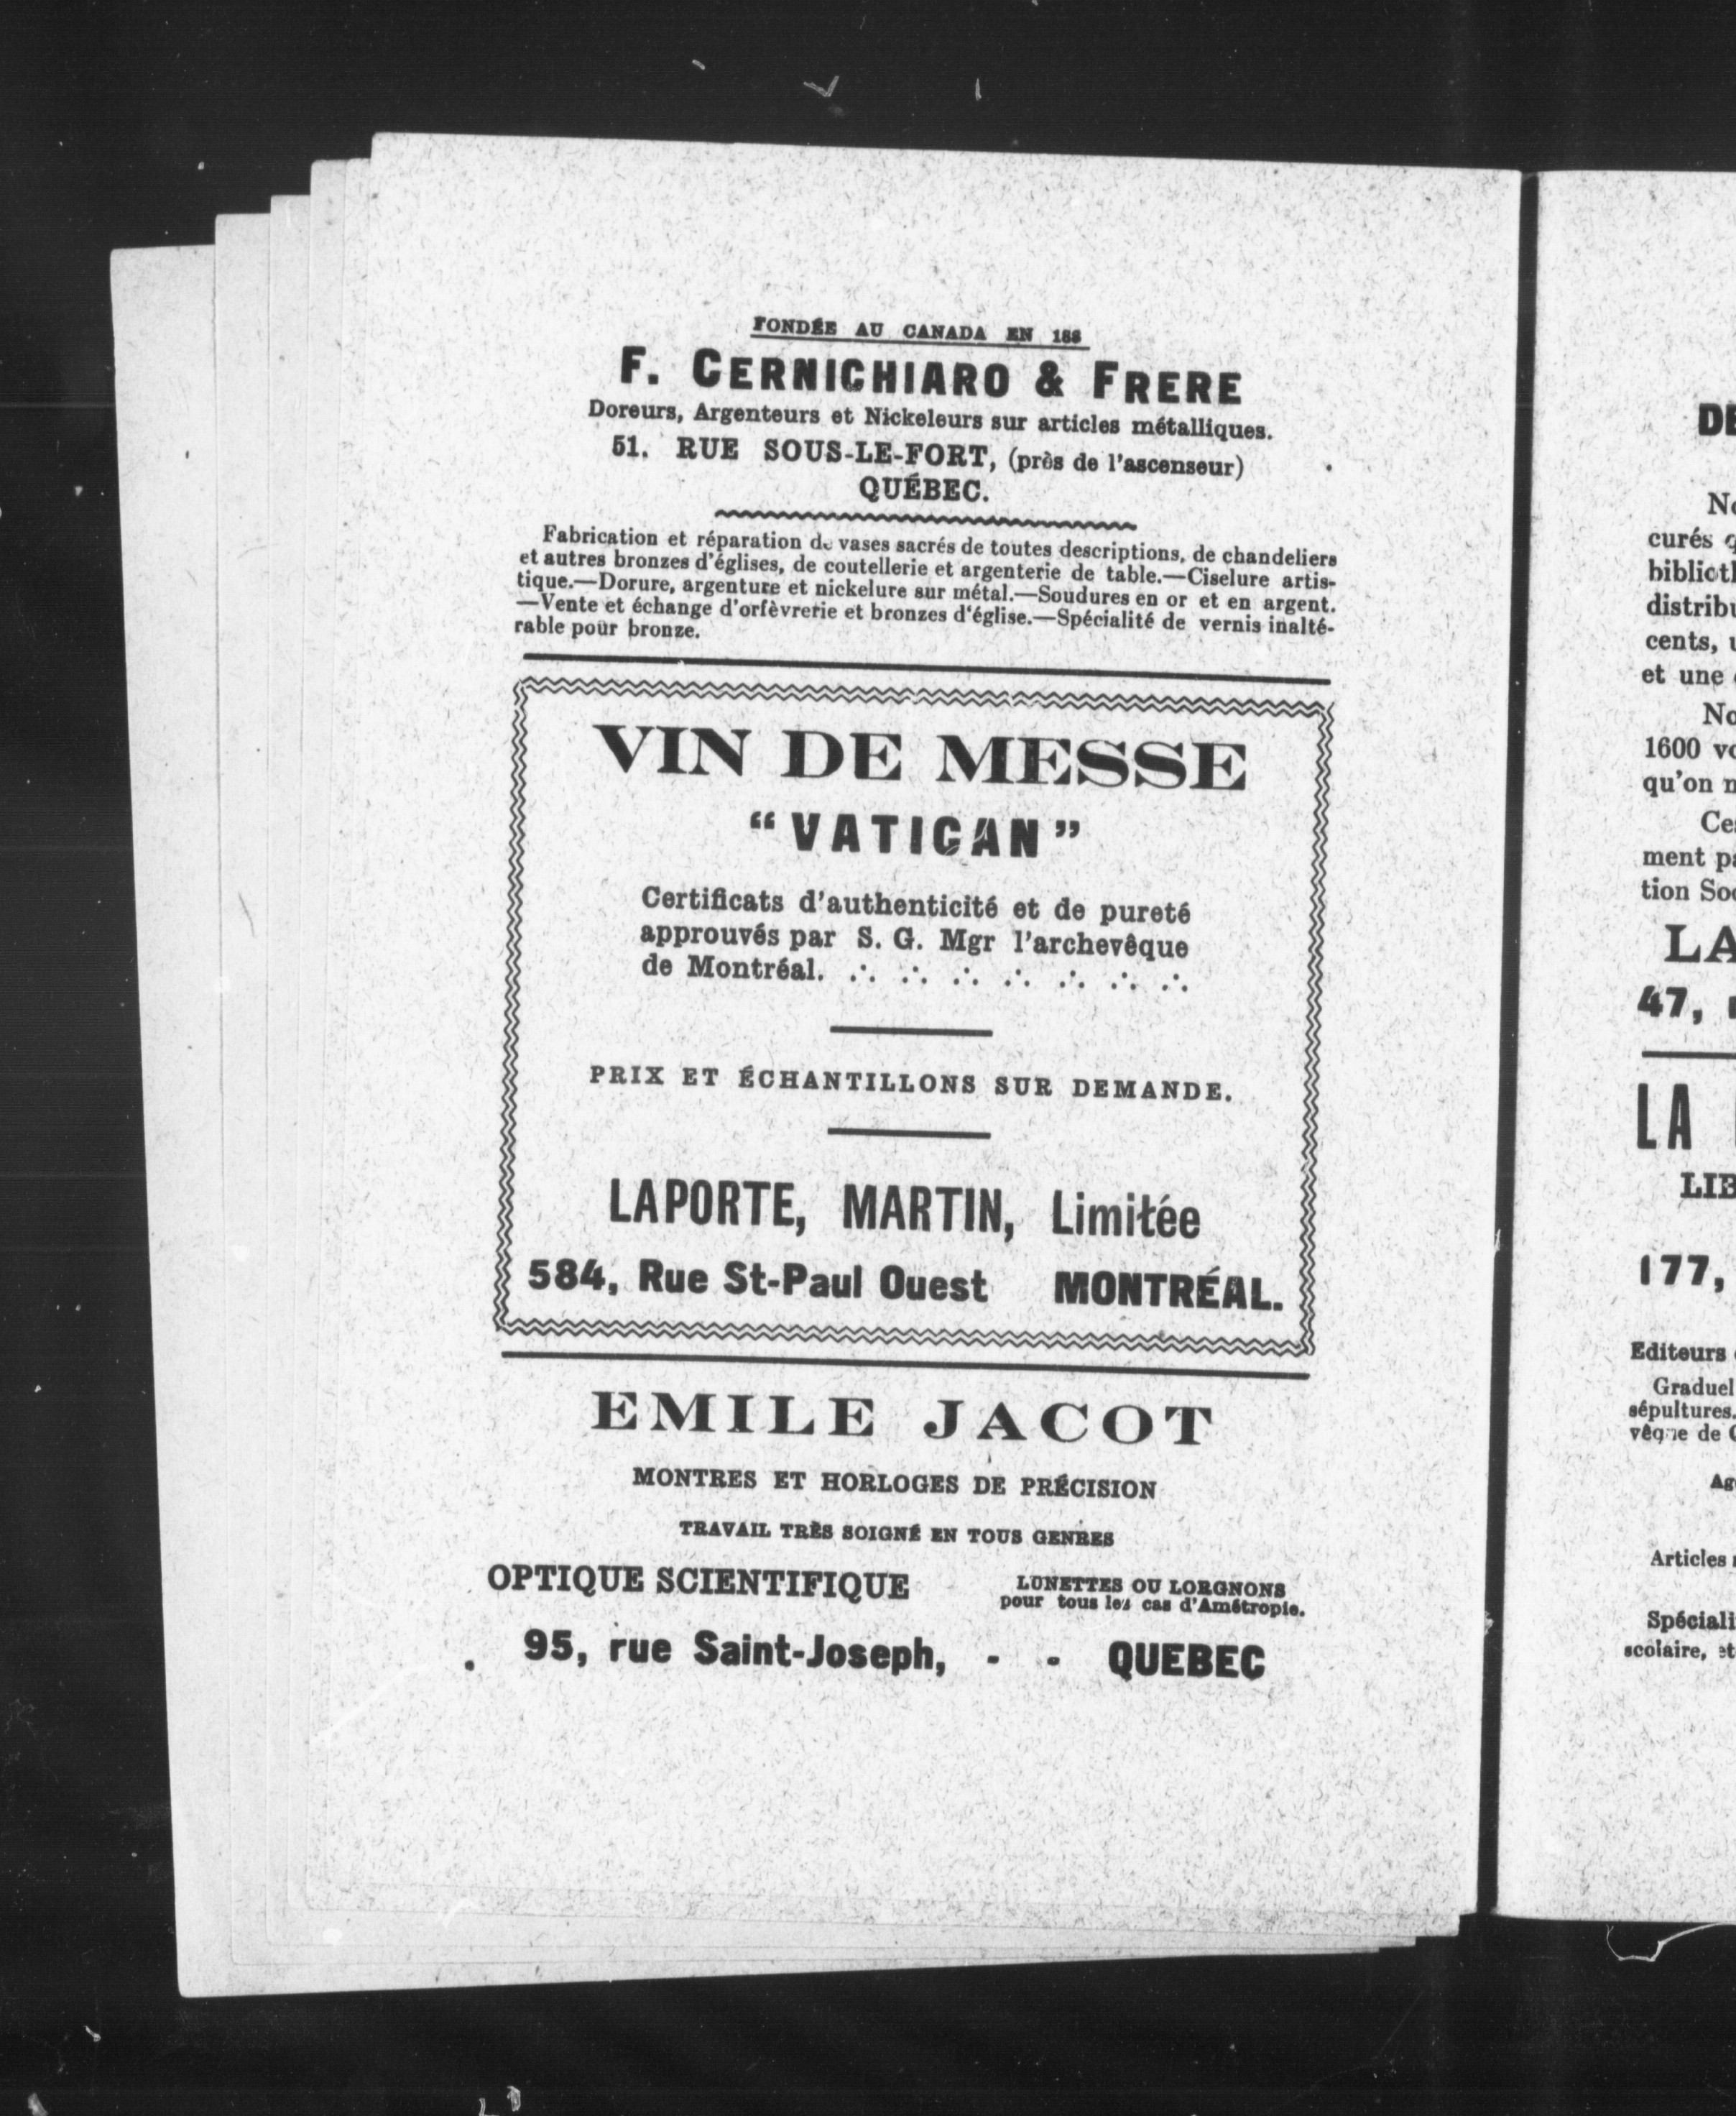 FONDÉE AU CANADA EN 188
F. CERNICHIARO & FRERE
Doreurs, Argenteurs et Nickeleurs sur articles métalliques.
51. RUE SOUS-LE-FORT, (près de l'ascenseur)
QUÉBEC.
Fabrication et réparation de vases sacrés de toutes descriptions, de chandeliers
et autres bronzes d'églises, de coutellerie et argenterie de table.—Ciselure artis-
tique.—Dorure, argenture et nickelure sur métal.—Soudures en or et en argent.
—Vente et échange d'orfèvrerie et bronzes d'église.—Spécialité de vernis inalté-
rable pour bronze.
VIN DE MESSE
"VATICAN"
Certificats d'authenticité et de pureté
approuvés par S. G. Mgr l'archevêque
de Montréal. ∴ ∴ ∴ ∴ ∴ ∴ ∴
PRIX ET ÉCHANTILLONS SUR DEMANDE.
LAPORTE, MARTIN, Limitée
584, Rue St-Paul Ouest MONTRÉAL.
EMILE JACOT
MONTRES ET HORLOGES DE PRÉCISION
TRAVAIL TRÈS SOIGNÉ EN TOUS GENRES
OPTIQUE SCIENTIFIQUE
LUNETTES OU LORGNONS
pour tous les cas d'Amétropie.
95, rue Saint-Joseph, - - QUEBEC
DE
No
curés q
biblioth
distribu
cents, u
et une
No
1600 vo
qu'on n
Ces
ment pa
tion Soc
LA
47,
LA
LIB
177,
Editeurs
Graduel
sépultures.
vêque de
Ag
Articles
Spéciali
scolaire, et